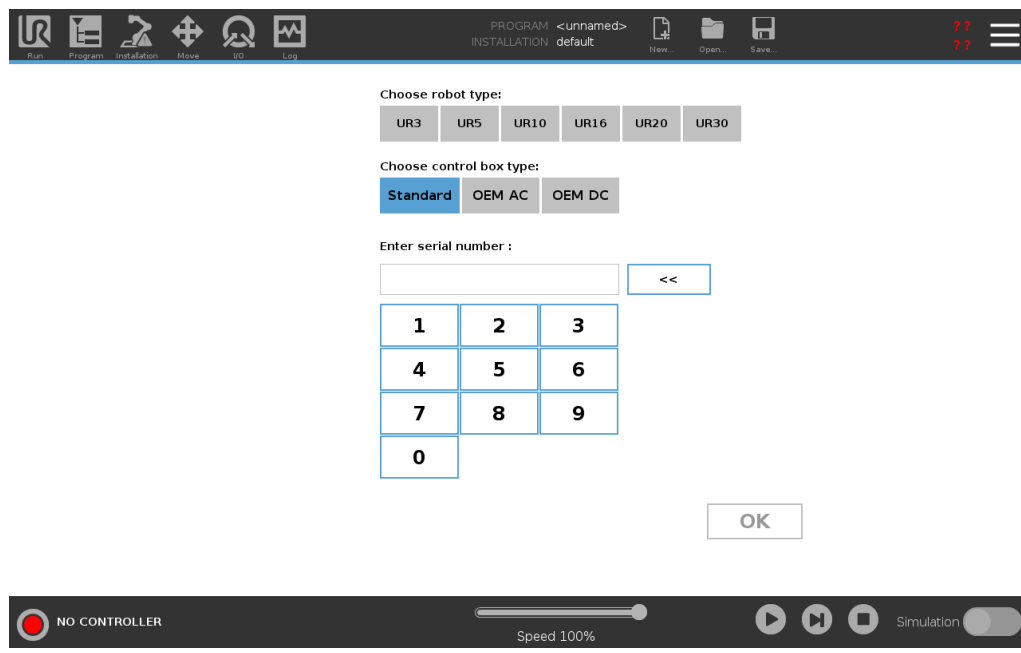 UR
PROGRAM <unnamed>
INSTALLATION default
Run Program Installation Move I/O Log
New... Open... Save...
? ?
? ?
Choose robot type:
UR3 UR5 UR10 UR16 UR20 UR30
Choose control box type:
Standard OEM AC OEM DC
Enter serial number :
<<
1 2 3
4 5 6
7 8 9
0
OK
NO CONTROLLER
Speed 100%
Simulation